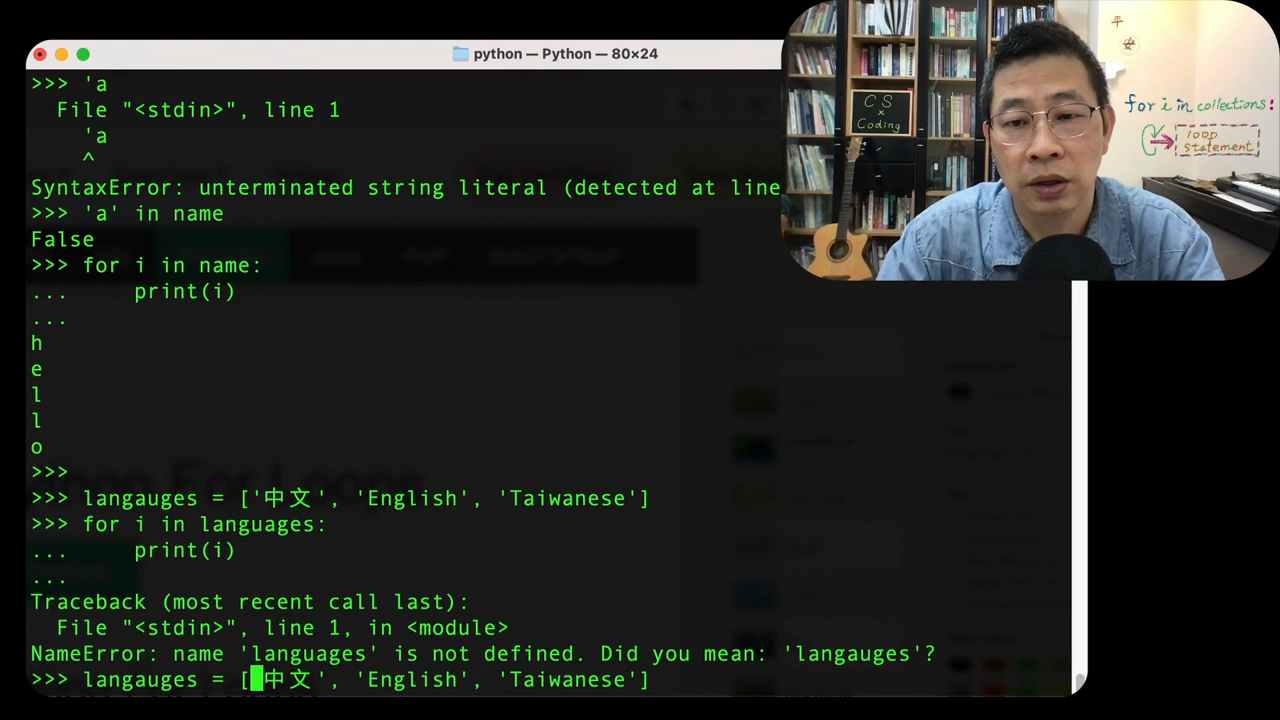 python — Python — 80×24
>>> 'a
File "<stdin>", line 1
'a
^
SyntaxError: unterminated string literal (detected at line
>>> 'a' in name
False
>>> for i in name:
... print(i)
...
h
e
l
l
o
>>>
>>> langauges = ['中文', 'English', 'Taiwanese']
>>> for i in languages:
... print(i)
...
Traceback (most recent call last):
File "<stdin>", line 1, in <module>
NameError: name 'languages' is not defined. Did you mean: 'langauges'?
>>> langauges = [中文', 'English', 'Taiwanese']
CS
x
Coding
平
安
for i in collections:
loop
statement